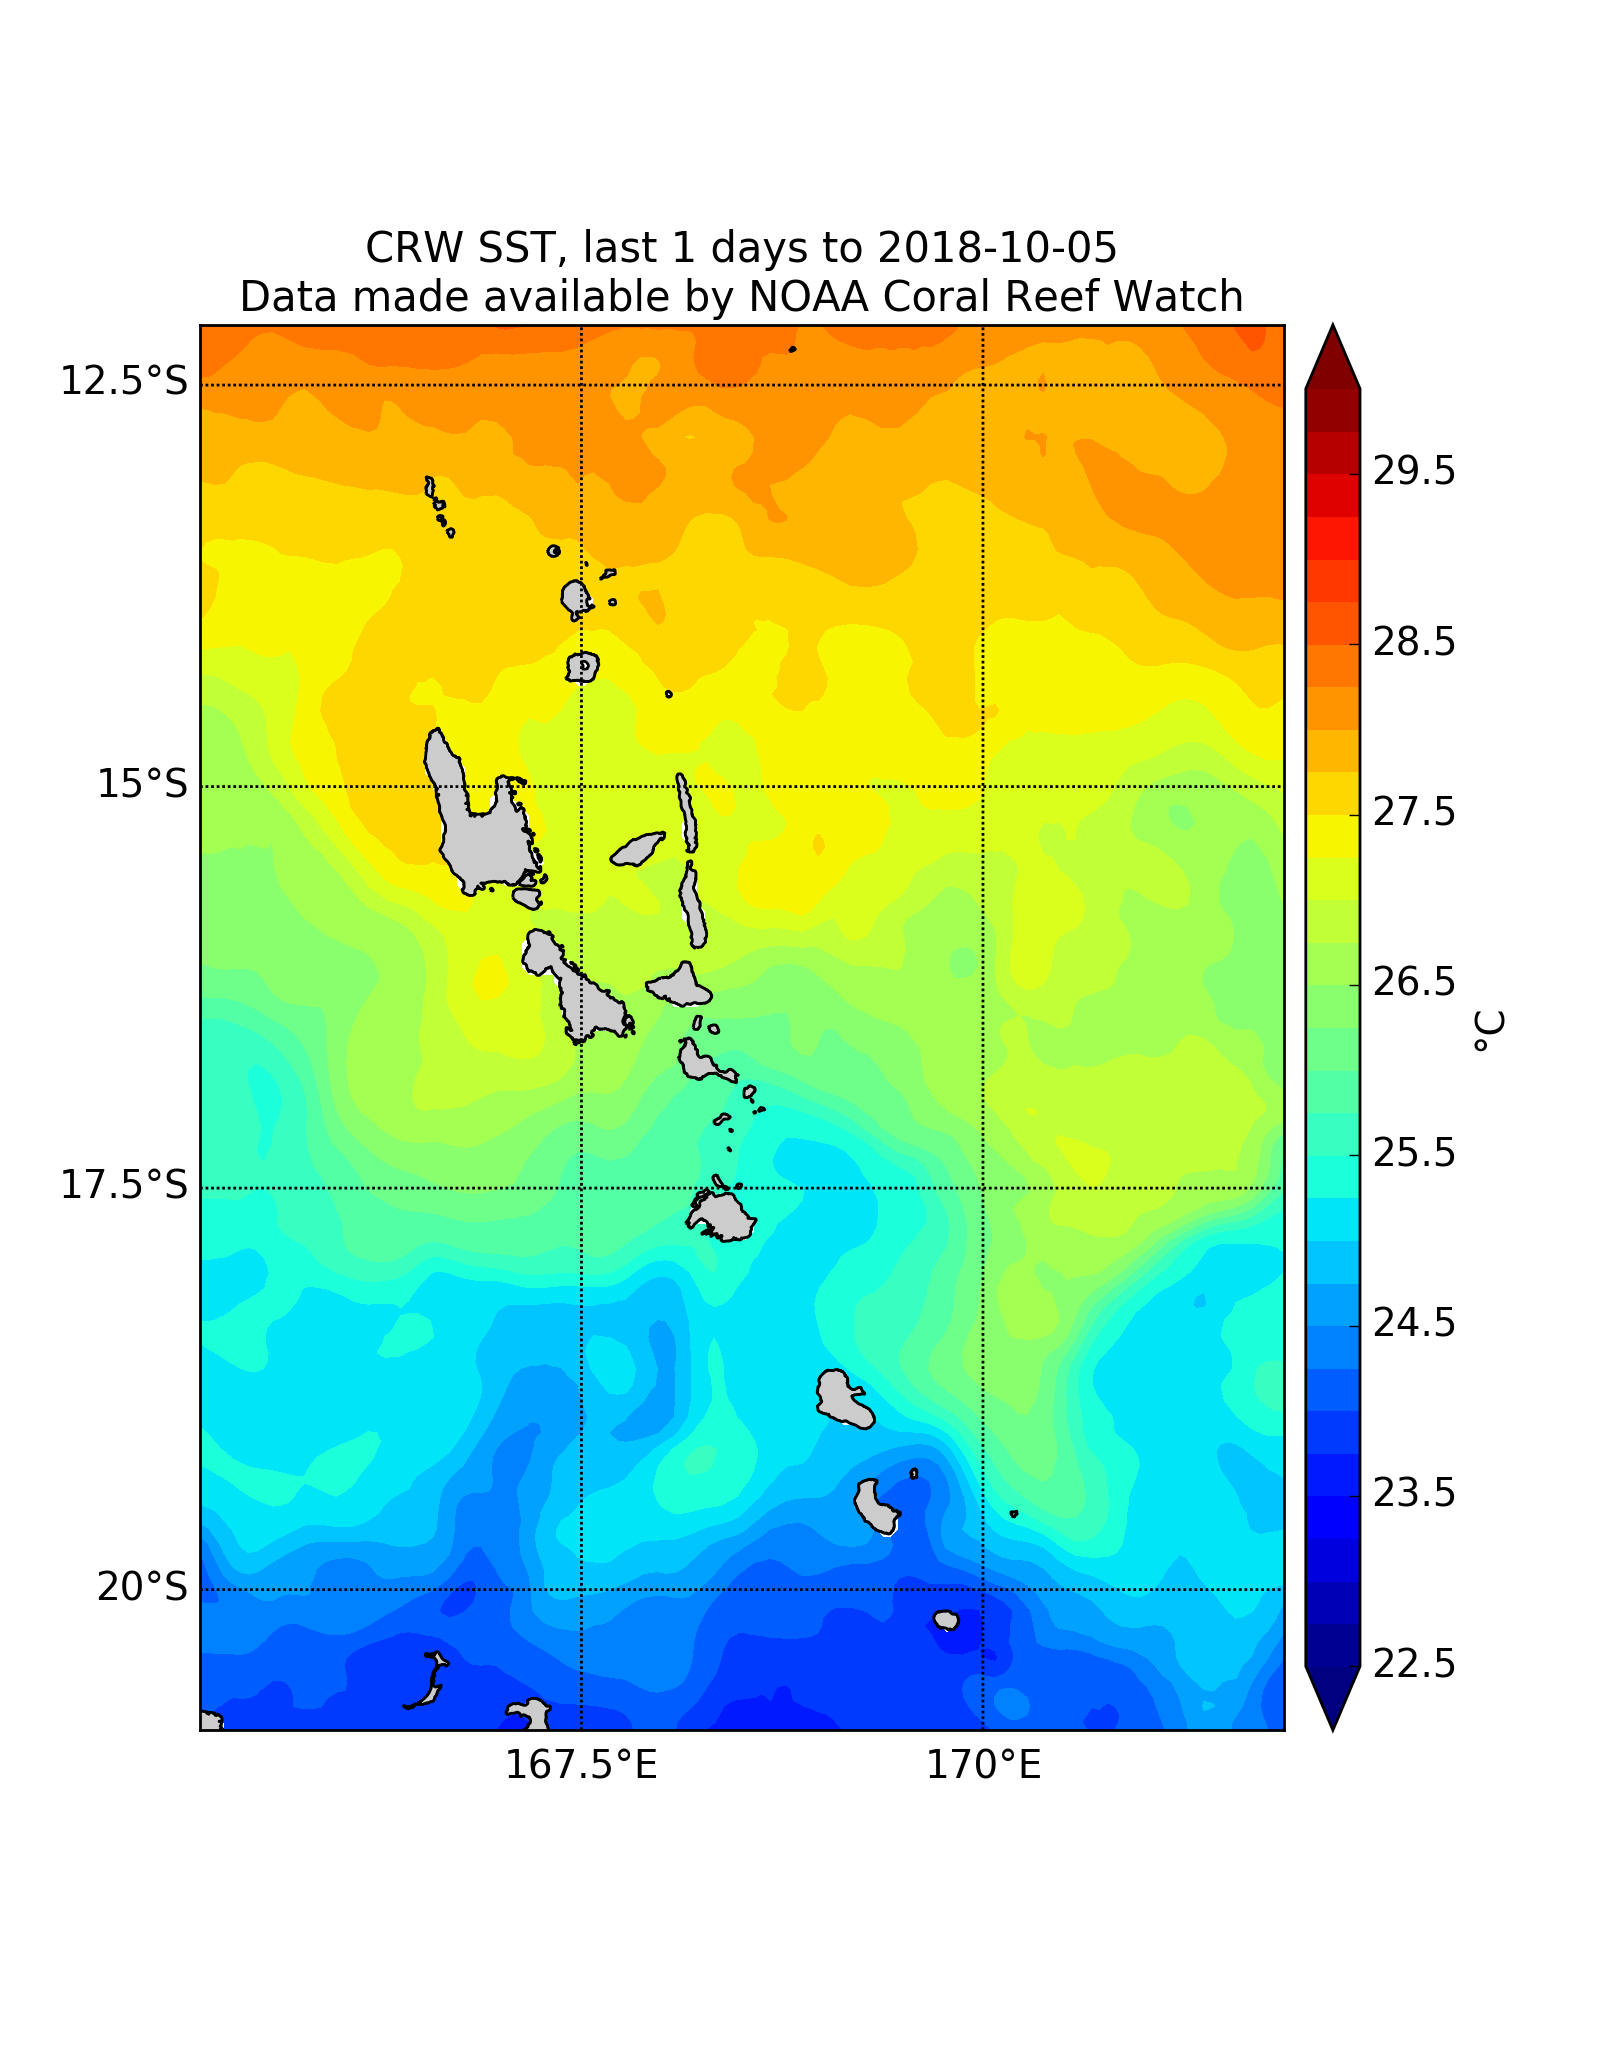 CRW SST, last 1 days to 2018-10-05
Data made available by NOAA Coral Reef Watch
12.5°S
15°S
17.5°S
20°S
167.5°E
170°E
29.5
28.5
27.5
26.5
25.5
24.5
23.5
22.5
°C